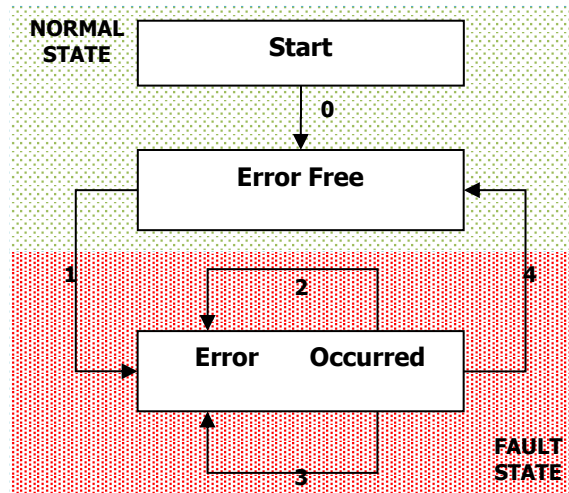 NORMAL
STATE
Start
0
Error Free
1
4
2
Error Occurred
3
FAULT
STATE